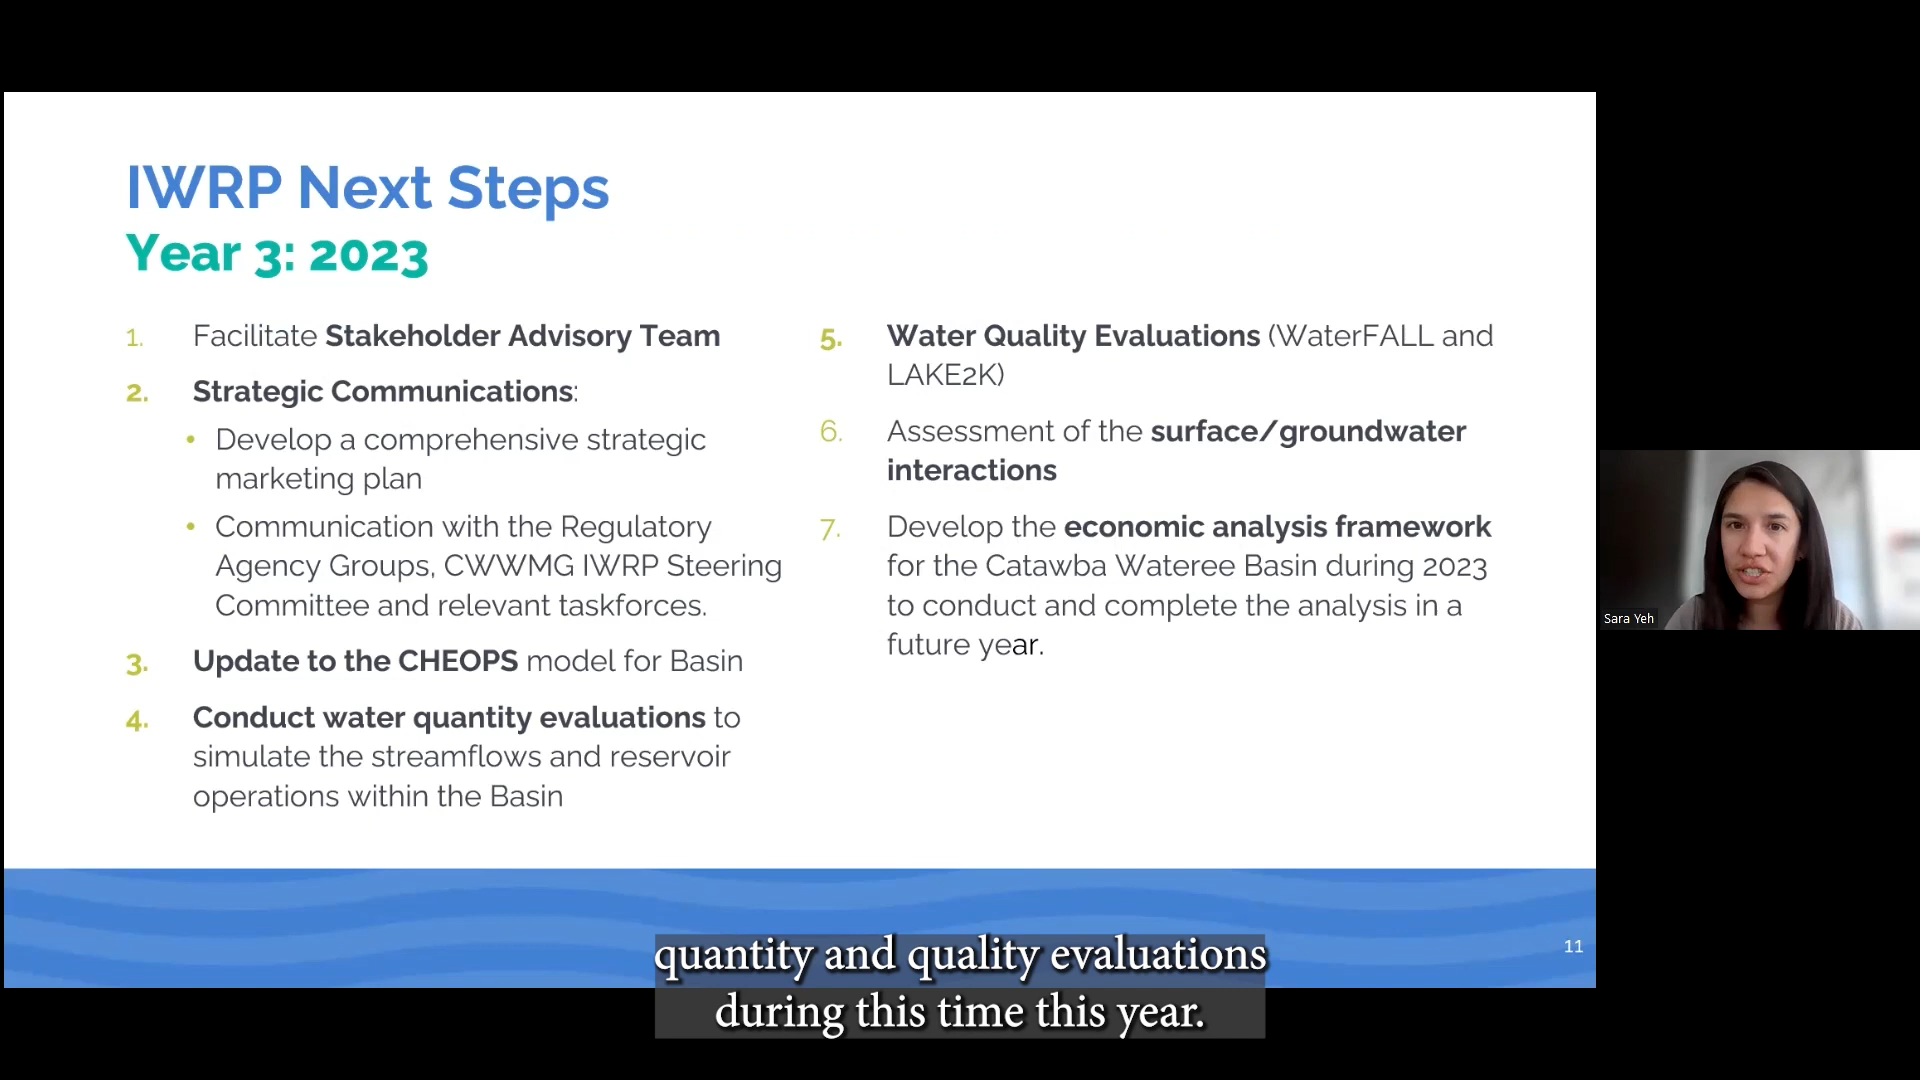 IWRP Next Steps
Year 3: 2023
1. Facilitate Stakeholder Advisory Team
2. Strategic Communications:
• Develop a comprehensive strategic
marketing plan
• Communication with the Regulatory
Agency Groups, CWWMG IWRP Steering
Committee and relevant taskforces.
3. Update to the CHEOPS model for Basin
4. Conduct water quantity evaluations to
simulate the streamflows and reservoir
operations within the Basin
5. Water Quality Evaluations (WaterFALL and
LAKE2K)
6. Assessment of the surface/groundwater
interactions
7. Develop the economic analysis framework
for the Catawba Wateree Basin during 2023
to conduct and complete the analysis in a
future year.
Sara Yeh
11
quantity and quality evaluations
during this time this year.